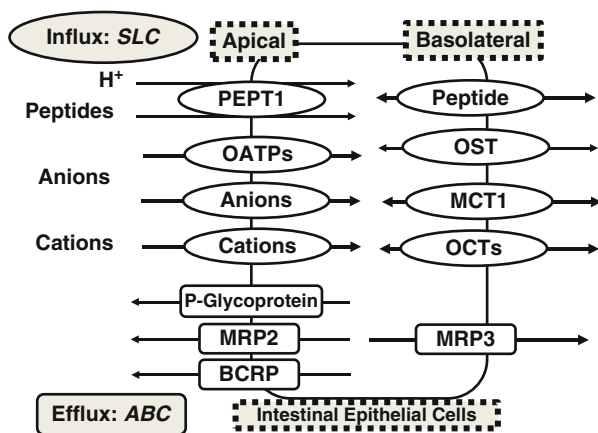 Influx: SLC
Apical
Basolateral
H+
Peptides
PEPT1
Peptide
OATPs
OST
Anions
Anions
MCT1
Cations
Cations
OCTs
P-Glycoprotein
MRP2
MRP3
BCRP
Efflux: ABC
Intestinal Epithelial Cells